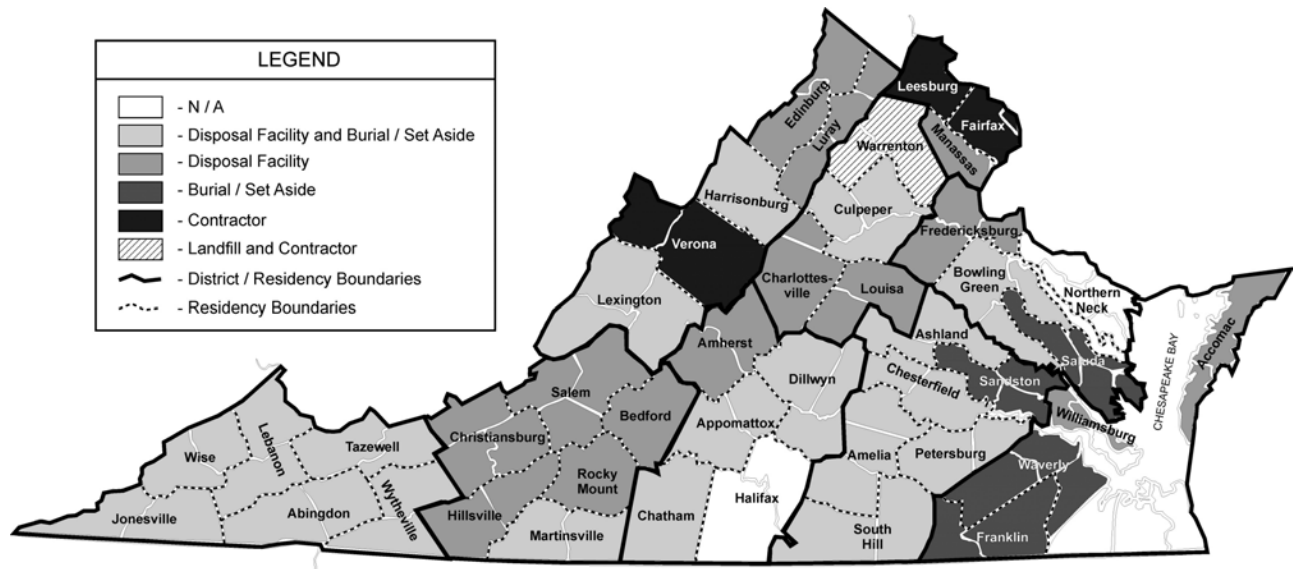 LEGEND
- N / A
- Disposal Facility and Burial / Set Aside
- Disposal Facility
- Burial / Set Aside
- Contractor
- Landfill and Contractor
- District / Residency Boundaries
- Residency Boundaries
Leesburg
Fairfax
Edinburg
Luray
Warrenton
Manassas
Harrisonburg
Culpeper
Verona
Fredericksburg
Charlottes-
ville
Louisa
Bowling
Green
Northern
Neck
Lexington
Ashland
Saluda
Accomac
CHESAPEAKE BAY
Amherst
Dillwyn
Chesterfield
Sandston
Salem
Bedford
Appomattox
Williamsburg
Christiansburg
Tazewell
Lebanon
Wise
Amelia
Petersburg
Waverly
Rocky
Mount
Halifax
Wytheville
Jonesville
Abingdon
Hillsville
Martinsville
Chatham
South
Hill
Franklin